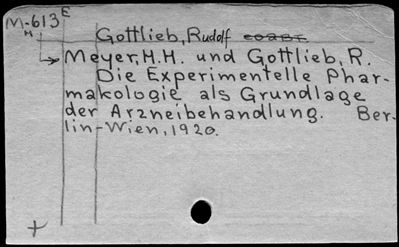 M-613 E
M
Gottlieb, Rudolf
Meyer, H.H. und Gottlieb, R.
Die Experimentelle Phar-
makologie als Grundlage
der Arzneibehandlung. Ber-
lin-Wien, 1920.